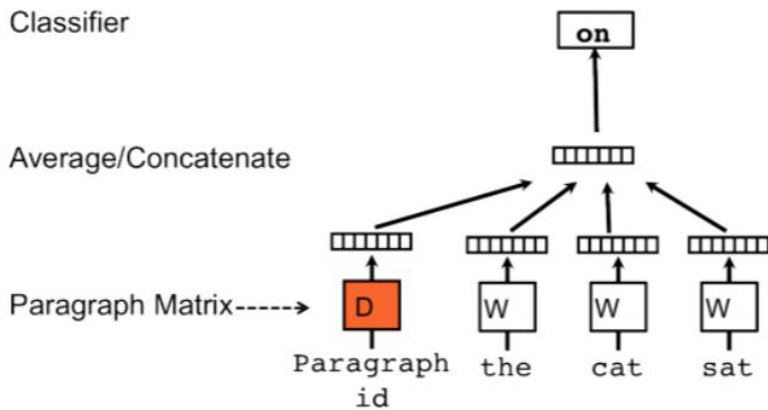 Classifier
on
Average/Concatenate
Paragraph Matrix
D
W
W
W
Paragraph
id
the
cat
sat